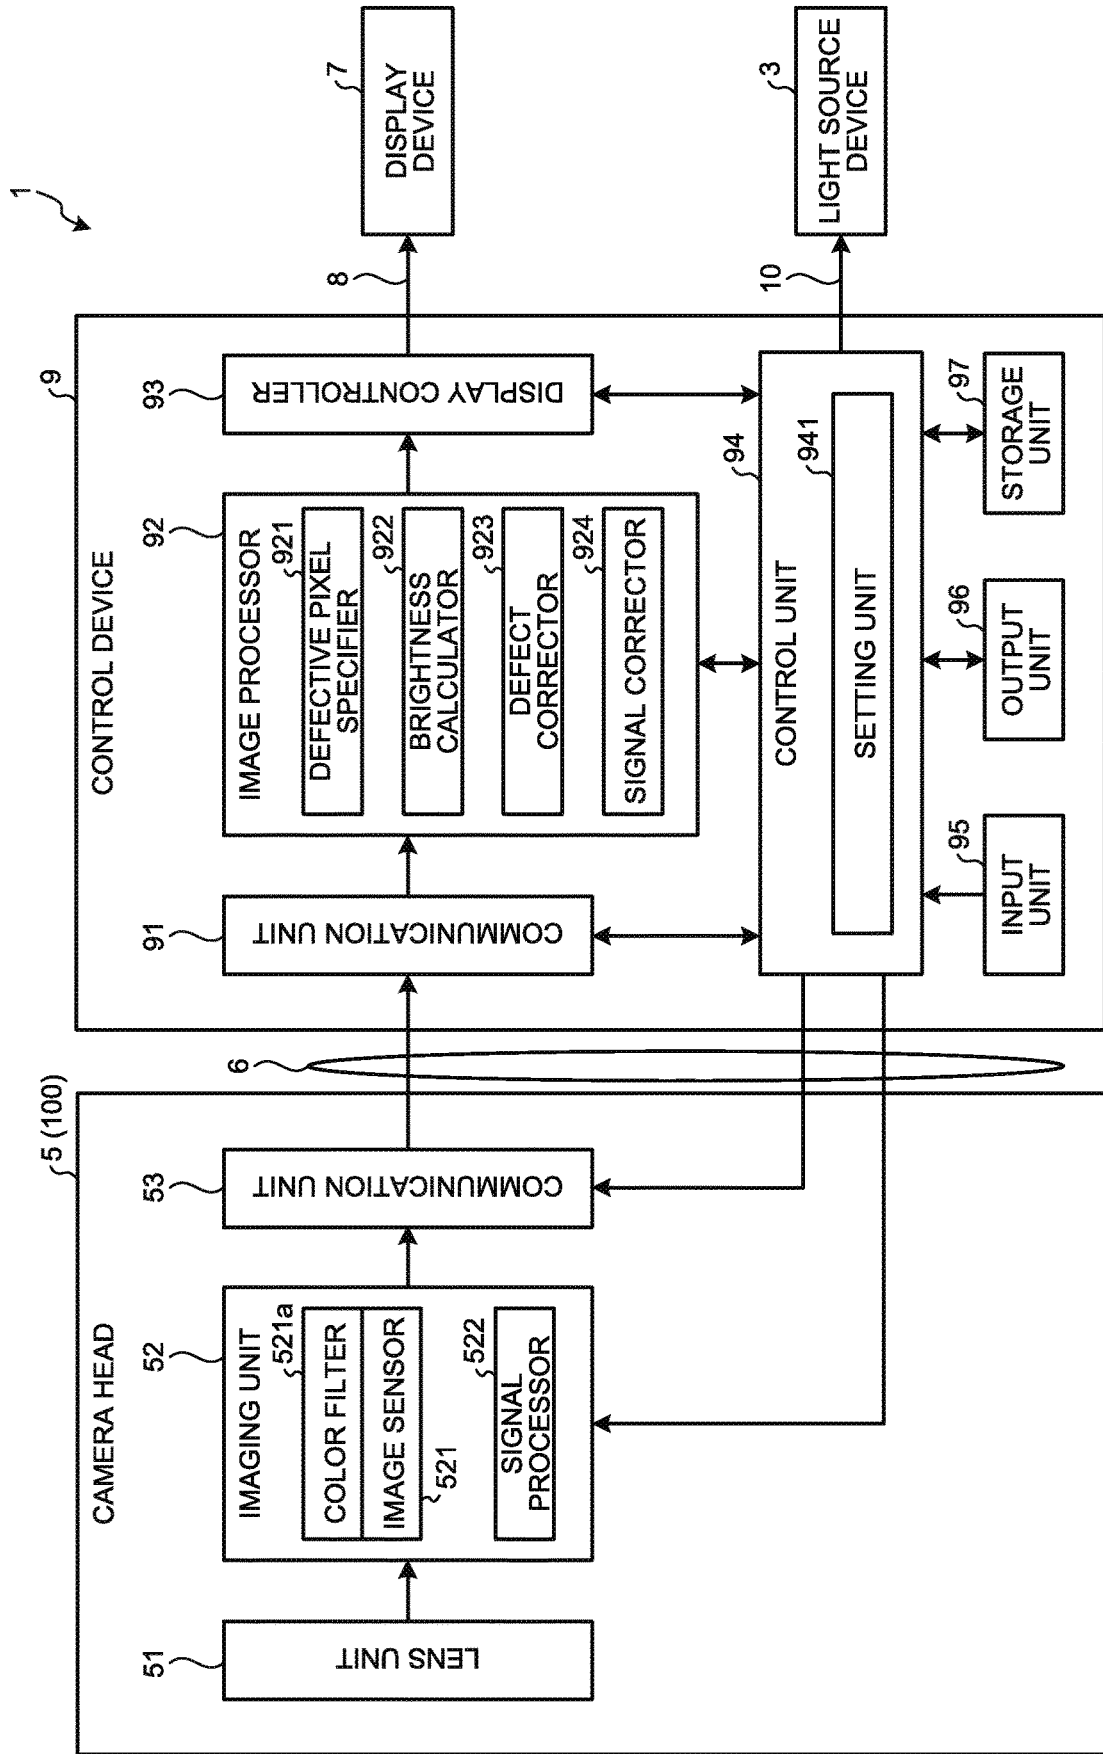 1
5 (100)
CAMERA HEAD
51
LENS UNIT
52
IMAGING UNIT
521a
COLOR FILTER
IMAGE SENSOR
521
522
SIGNAL
PROCESSOR
53
COMMUNICATION UNIT
6
9
CONTROL DEVICE
91
COMMUNICATION UNIT
92
IMAGE PROCESSOR
921
DEFECTIVE PIXEL
SPECIFIER
922
BRIGHTNESS
CALCULATOR
923
DEFECT
CORRECTOR
924
SIGNAL CORRECTOR
93
DISPLAY CONTROLLER
94
CONTROL UNIT
941
SETTING UNIT
95
INPUT
UNIT
96
OUTPUT
UNIT
97
STORAGE
UNIT
8
7
DISPLAY
DEVICE
10
3
LIGHT SOURCE
DEVICE